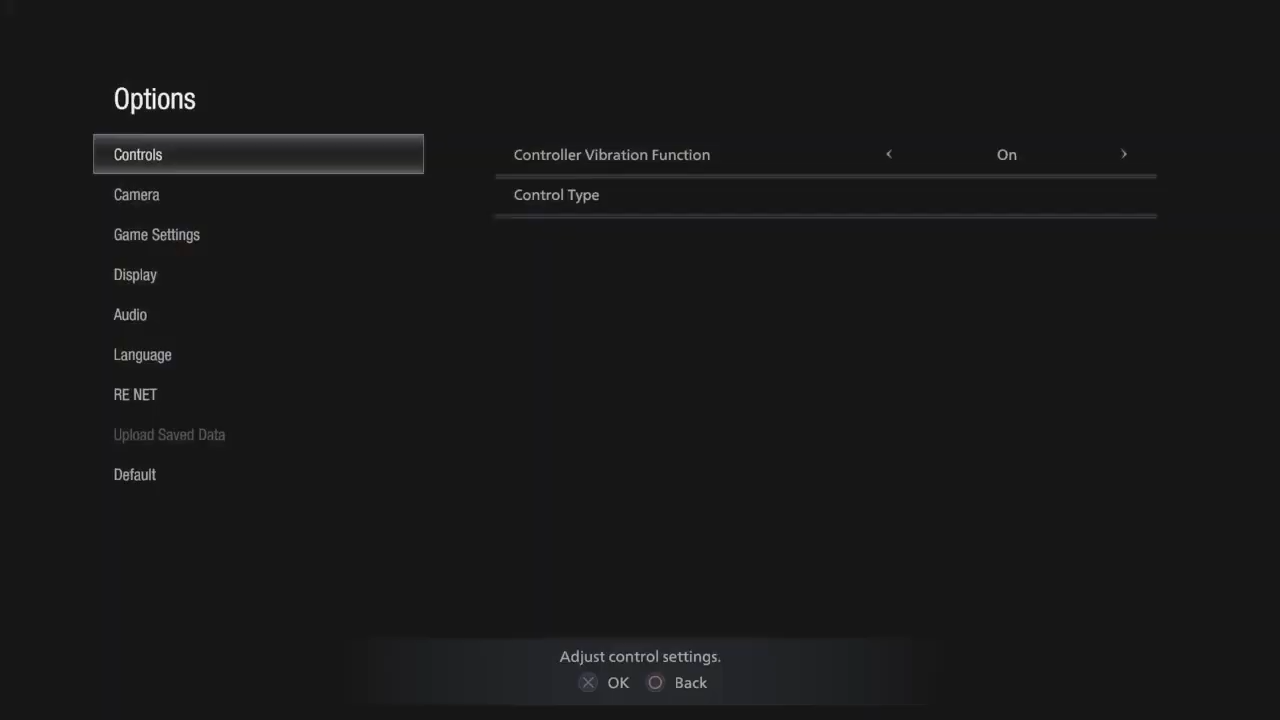 Options
Controls
Controller Vibration Function < On >
Camera
Control Type
Game Settings
Display
Audio
Language
RE NET
Upload Saved Data
Default
Adjust control settings.
OK Back